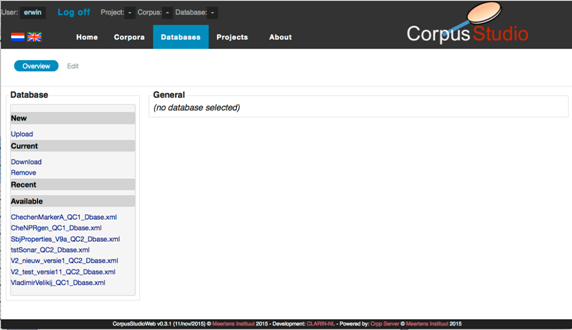 User: erwin Log off Project: - Corpus: - Database: -
CorpusStudio
Home Corpora Databases Projects About
Overview Edit
Database
New
Upload
Current
Download
Remove
Recent
Available
ChechenMarkerA_QC1_Dbase.xml
CheNPRgen_QC1_Dbase.xml
SbjProperties_V9a_QC2_Dbase.xml
tstSonar_QC2_Dbase.xml
V2_nieuw_versie1_QC2_Dbase.xml
V2_test_versie11_QC2_Dbase.xml
VladimirVelikij_QC1_Dbase.xml
General
(no database selected)
CorpusStudioWeb v0.3.1 (11/nov/2015) © Meertens Instituut 2015 - Development: CLARIN-NL - Powered by: Crpp Server © Meertens Instituut 2015